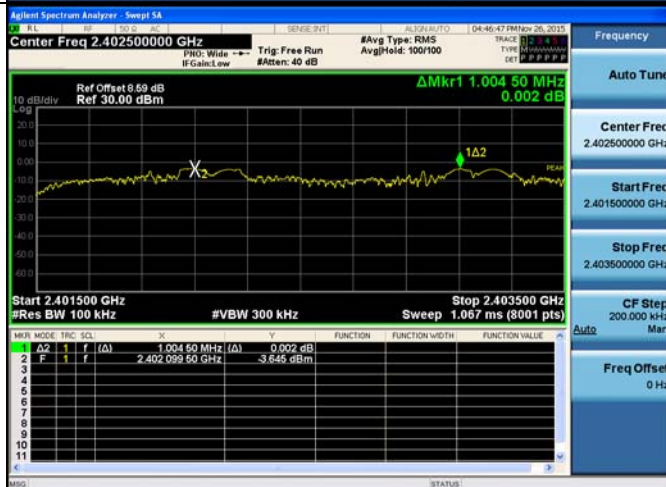 Agilent Spectrum Analyzer - Swept SA
RL RF 50 Ω AC SENSE:INT ALIGN AUTO 04:46:47 PM Nov 26, 2015
Center Freq 2.402500000 GHz
PNO: Wide
IFGain:Low
Trig: Free Run
#Atten: 40 dB
#Avg Type: RMS
Avg|Hold: 100/100
TRACE 1 2 3 4 5 6
TYPE M
DET P P P P P P
ΔMkr1 1.004 50 MHz
0.002 dB
Ref Offset 8.59 dB
10 dB/div Ref 30.00 dBm
Log
20.0
10.0
0.00
-10.0
-20.0
-30.0
-40.0
-50.0
-60.0
X2
1Δ2
PEAK
Start 2.401500 GHz Stop 2.403500 GHz
#Res BW 100 kHz #VBW 300 kHz Sweep 1.067 ms (8001 pts)
MKR MODE TRC SCL X Y FUNCTION FUNCTION WIDTH FUNCTION VALUE
1 Δ2 1 f (Δ) 1.004 50 MHz (Δ) 0.002 dB
2 F 1 f 2.402 099 50 GHz -3.645 dBm
3
4
5
6
7
8
9
10
11
MSG STATUS
Frequency
Auto Tune
Center Freq
2.402500000 GHz
Start Freq
2.401500000 GHz
Stop Freq
2.403500000 GHz
CF Step
200.000 kHz
Auto Man
Freq Offset
0 Hz